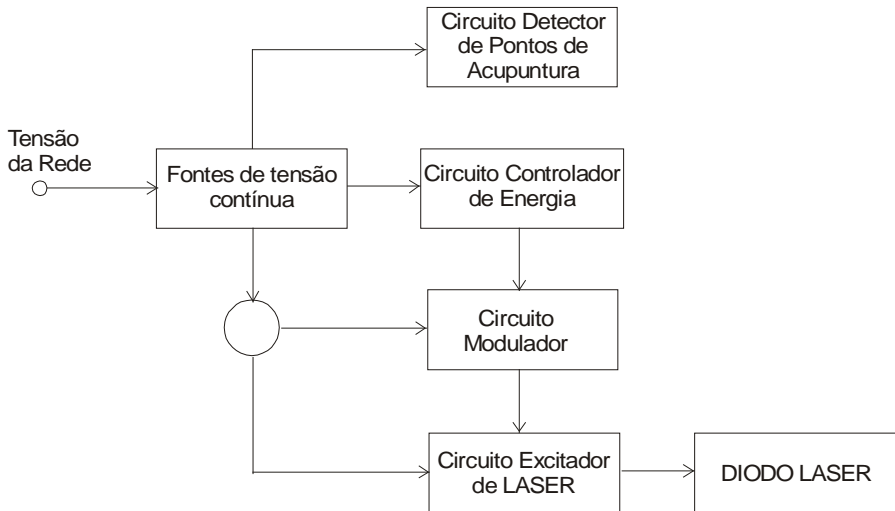 Circuito Detector
de Pontos de
Acupuntura
Tensão
da Rede
Fontes de tensão
contínua
Circuito Controlador
de Energia
Circuito
Modulador
Circuito Excitador
de LASER
DIODO LASER